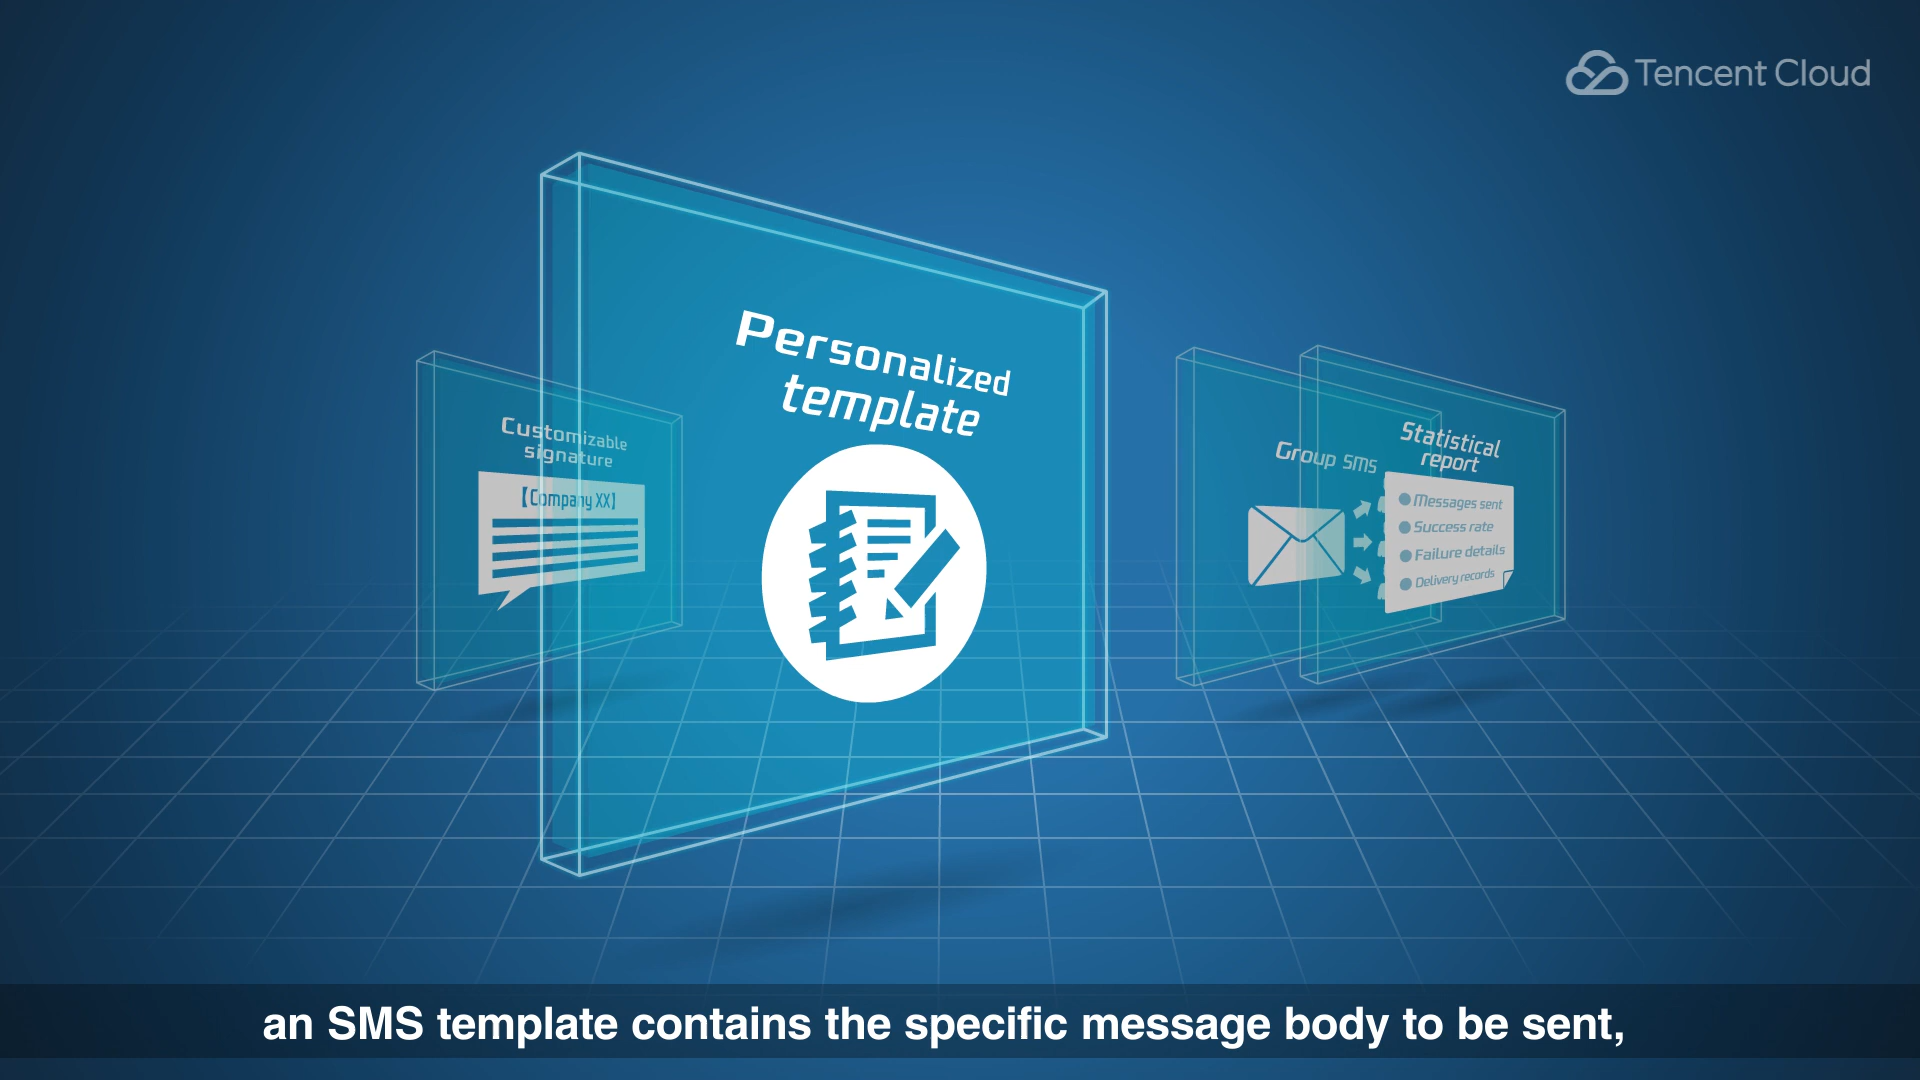 Tencent Cloud
Customizable
signature
【Company XX】
Personalized
template
Group SMS
Statistical
report
Messages sent
Success rate
Failure details
Delivery records
an SMS template contains the specific message body to be sent,